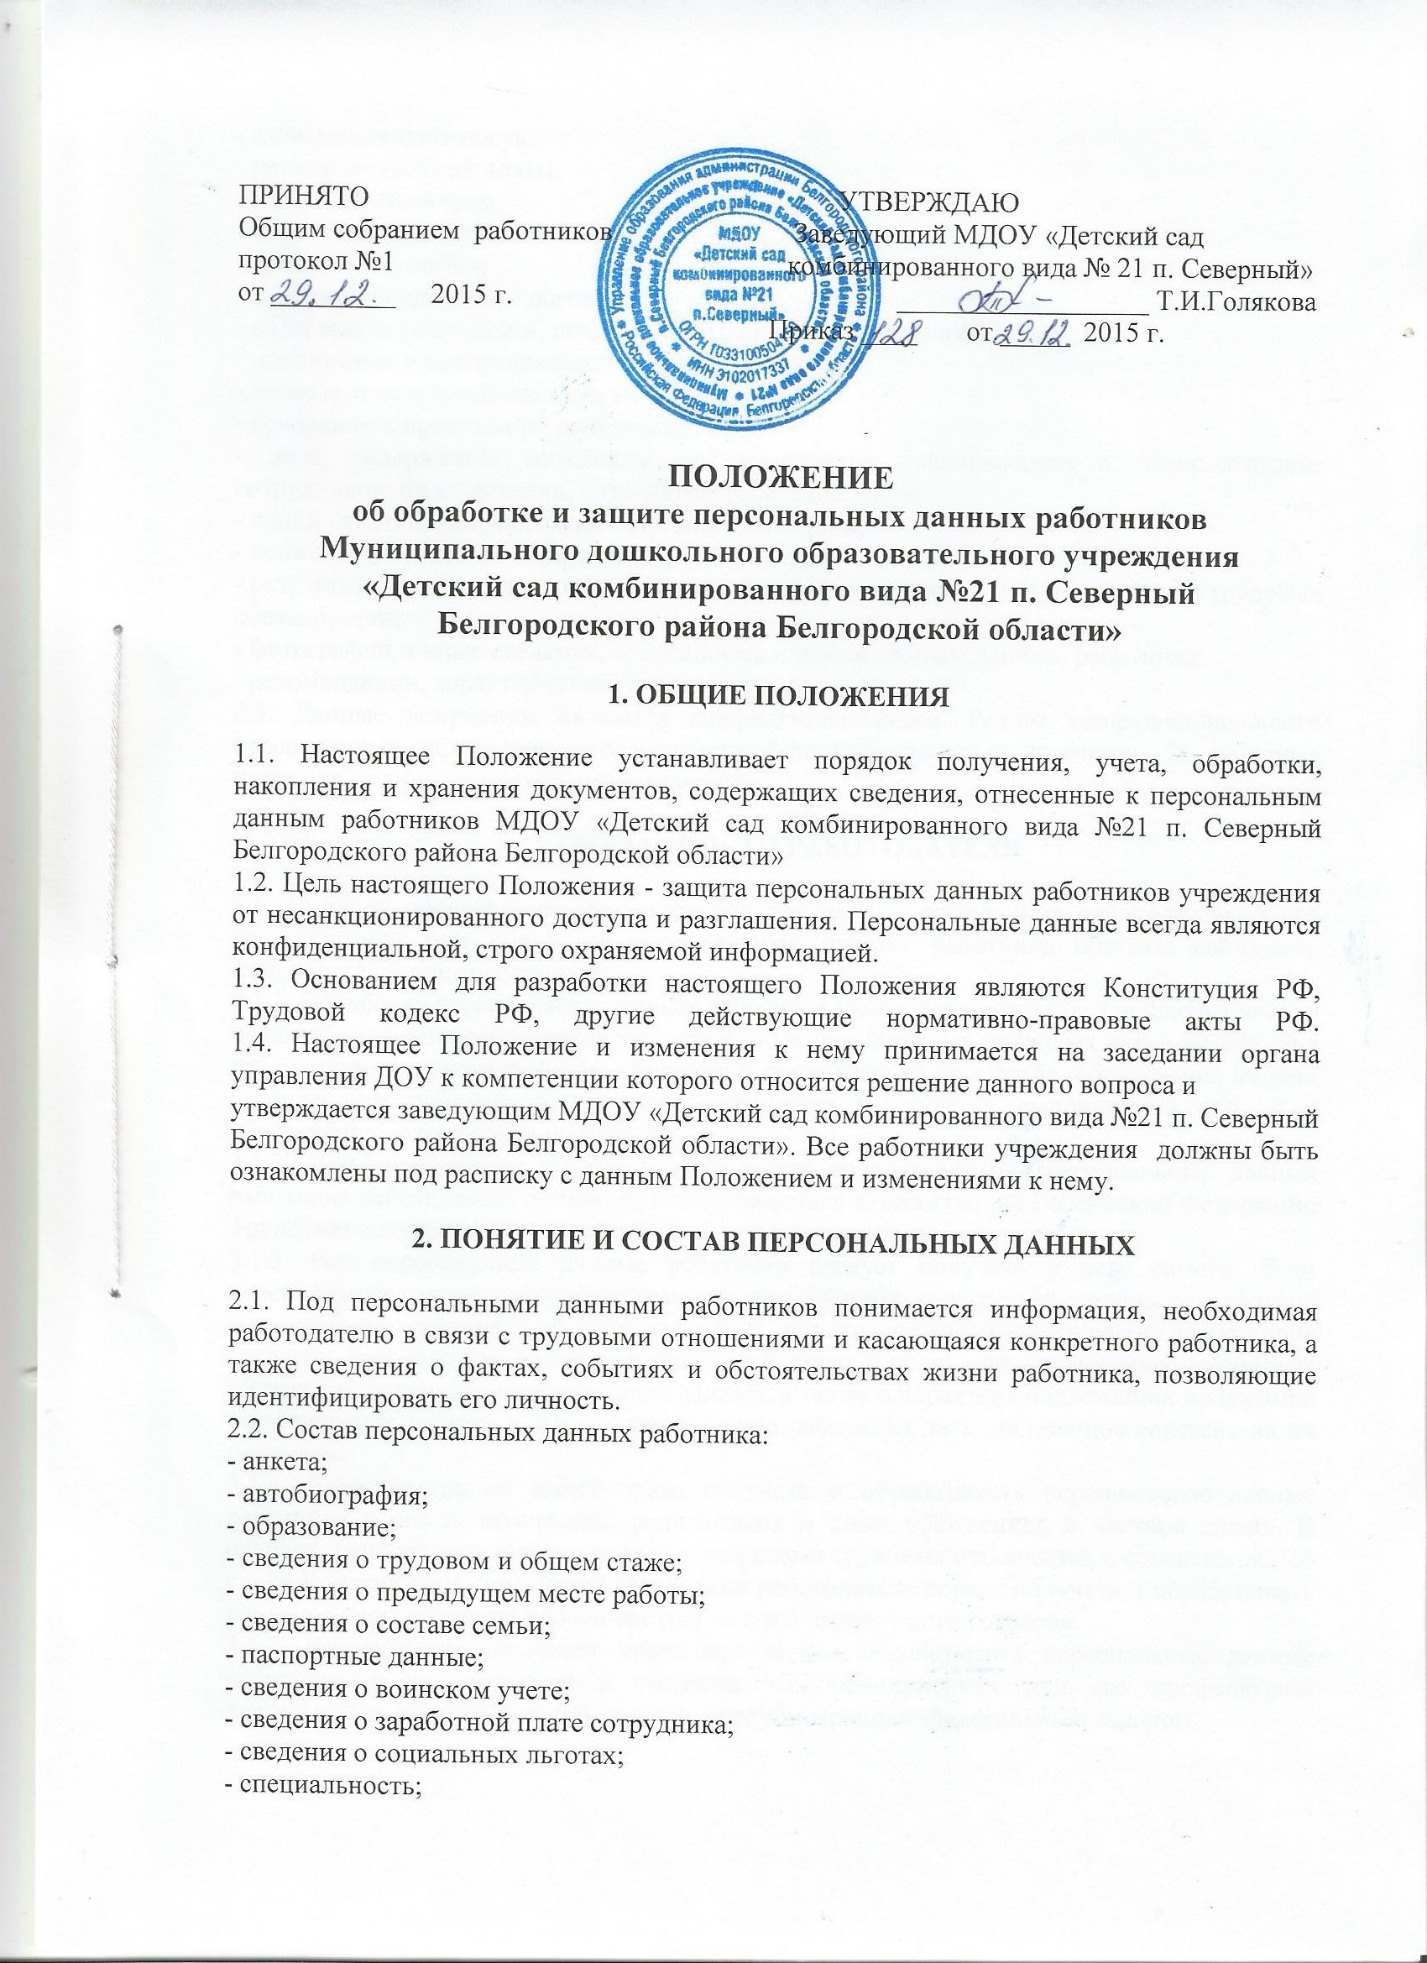 ПРИНЯТО
Общим собранием работников
протокол №1
от 29.12. 2015 г.
УТВЕРЖДАЮ
Заведующий МДОУ «Детский сад
комбинированного вида № 21 п. Северный»
Т.И.Голякова
Приказ 128 от 29.12. 2015 г.
МДОУ
«Детский сад
комбинированного
вида №21
п.Северный»
ИНН 3102017337
ПОЛОЖЕНИЕ
об обработке и защите персональных данных работников
Муниципального дошкольного образовательного учреждения
«Детский сад комбинированного вида №21 п. Северный
Белгородского района Белгородской области»
1. ОБЩИЕ ПОЛОЖЕНИЯ
1.1. Настоящее Положение устанавливает порядок получения, учета, обработки,
накопления и хранения документов, содержащих сведения, отнесенные к персональным
данным работников МДОУ «Детский сад комбинированного вида №21 п. Северный
Белгородского района Белгородской области»
1.2. Цель настоящего Положения - защита персональных данных работников учреждения
от несанкционированного доступа и разглашения. Персональные данные всегда являются
конфиденциальной, строго охраняемой информацией.
1.3. Основанием для разработки настоящего Положения являются Конституция РФ,
Трудовой кодекс РФ, другие действующие нормативно-правовые акты РФ.
1.4. Настоящее Положение и изменения к нему принимается на заседании органа
управления ДОУ к компетенции которого относится решение данного вопроса и
утверждается заведующим МДОУ «Детский сад комбинированного вида №21 п. Северный
Белгородского района Белгородской области». Все работники учреждения должны быть
ознакомлены под расписку с данным Положением и изменениями к нему.
2. ПОНЯТИЕ И СОСТАВ ПЕРСОНАЛЬНЫХ ДАННЫХ
2.1. Под персональными данными работников понимается информация, необходимая
работодателю в связи с трудовыми отношениями и касающаяся конкретного работника, а
также сведения о фактах, событиях и обстоятельствах жизни работника, позволяющие
идентифицировать его личность.
2.2. Состав персональных данных работника:
- анкета;
- автобиография;
- образование;
- сведения о трудовом и общем стаже;
- сведения о предыдущем месте работы;
- сведения о составе семьи;
- паспортные данные;
- сведения о воинском учете;
- сведения о заработной плате сотрудника;
- сведения о социальных льготах;
- специальность;